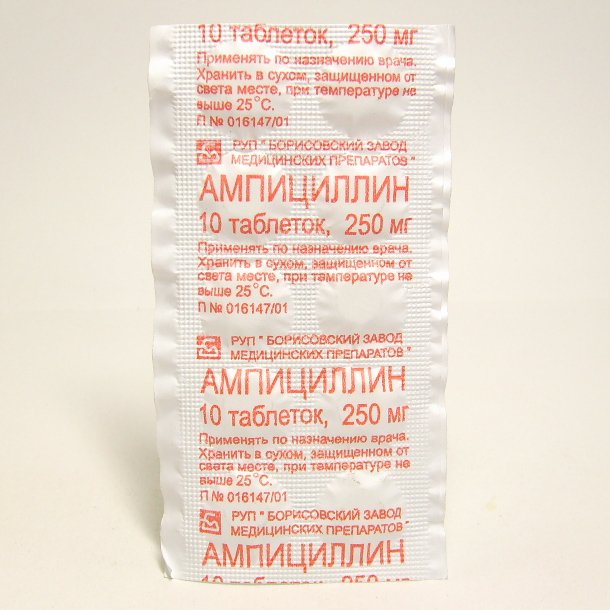 10 таблеток, 250 мг
Применять по назначению врача.
Хранить в сухом, защищенном от
света месте, при температуре не
выше 25°С.
П № 016147/01
РУП " БОРИСОВСКИЙ ЗАВОД
МЕДИЦИНСКИХ ПРЕПАРАТОВ "
АМПИЦИЛЛИН
10 таблеток, 250 мг
Применять по назначению врача.
Хранить в сухом, защищенном от
света месте, при температуре не
выше 25°С.
П № 016147/01
РУП " БОРИСОВСКИЙ ЗАВОД
МЕДИЦИНСКИХ ПРЕПАРАТОВ "
АМПИЦИЛЛИН
10 таблеток, 250 мг
Применять по назначению врача.
Хранить в сухом, защищенном от
света месте, при температуре не
выше 25°С.
П № 016147/01
РУП " БОРИСОВСКИЙ ЗАВОД
МЕДИЦИНСКИХ ПРЕПАРАТОВ "
АМПИЦИЛЛИН
10 таблеток, 250 мг